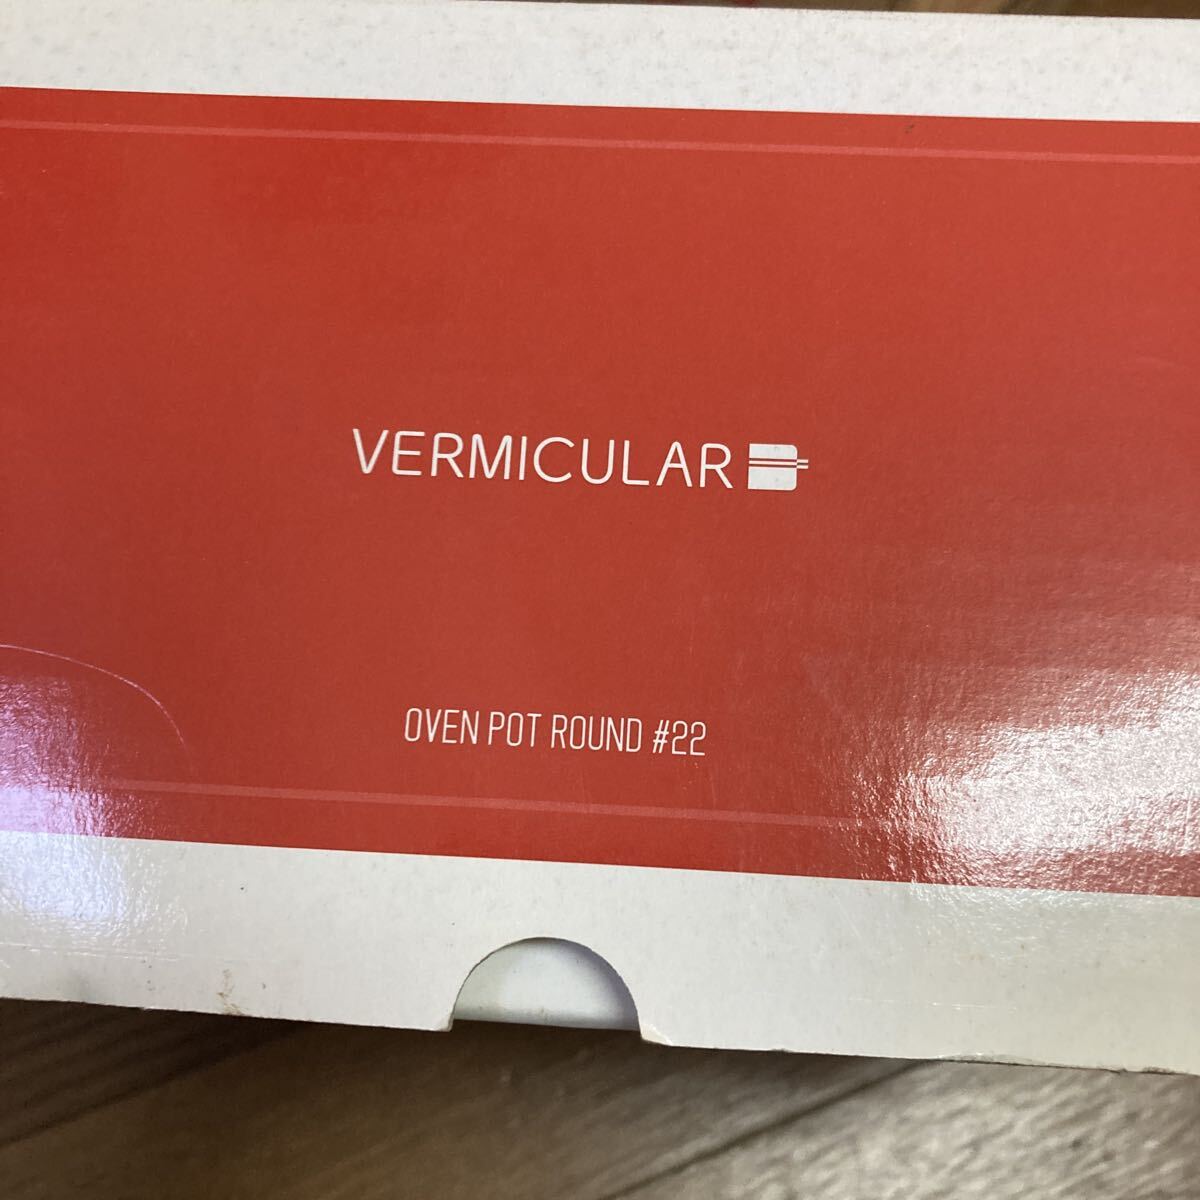 VERMICULAR
OVEN POT ROUND #22